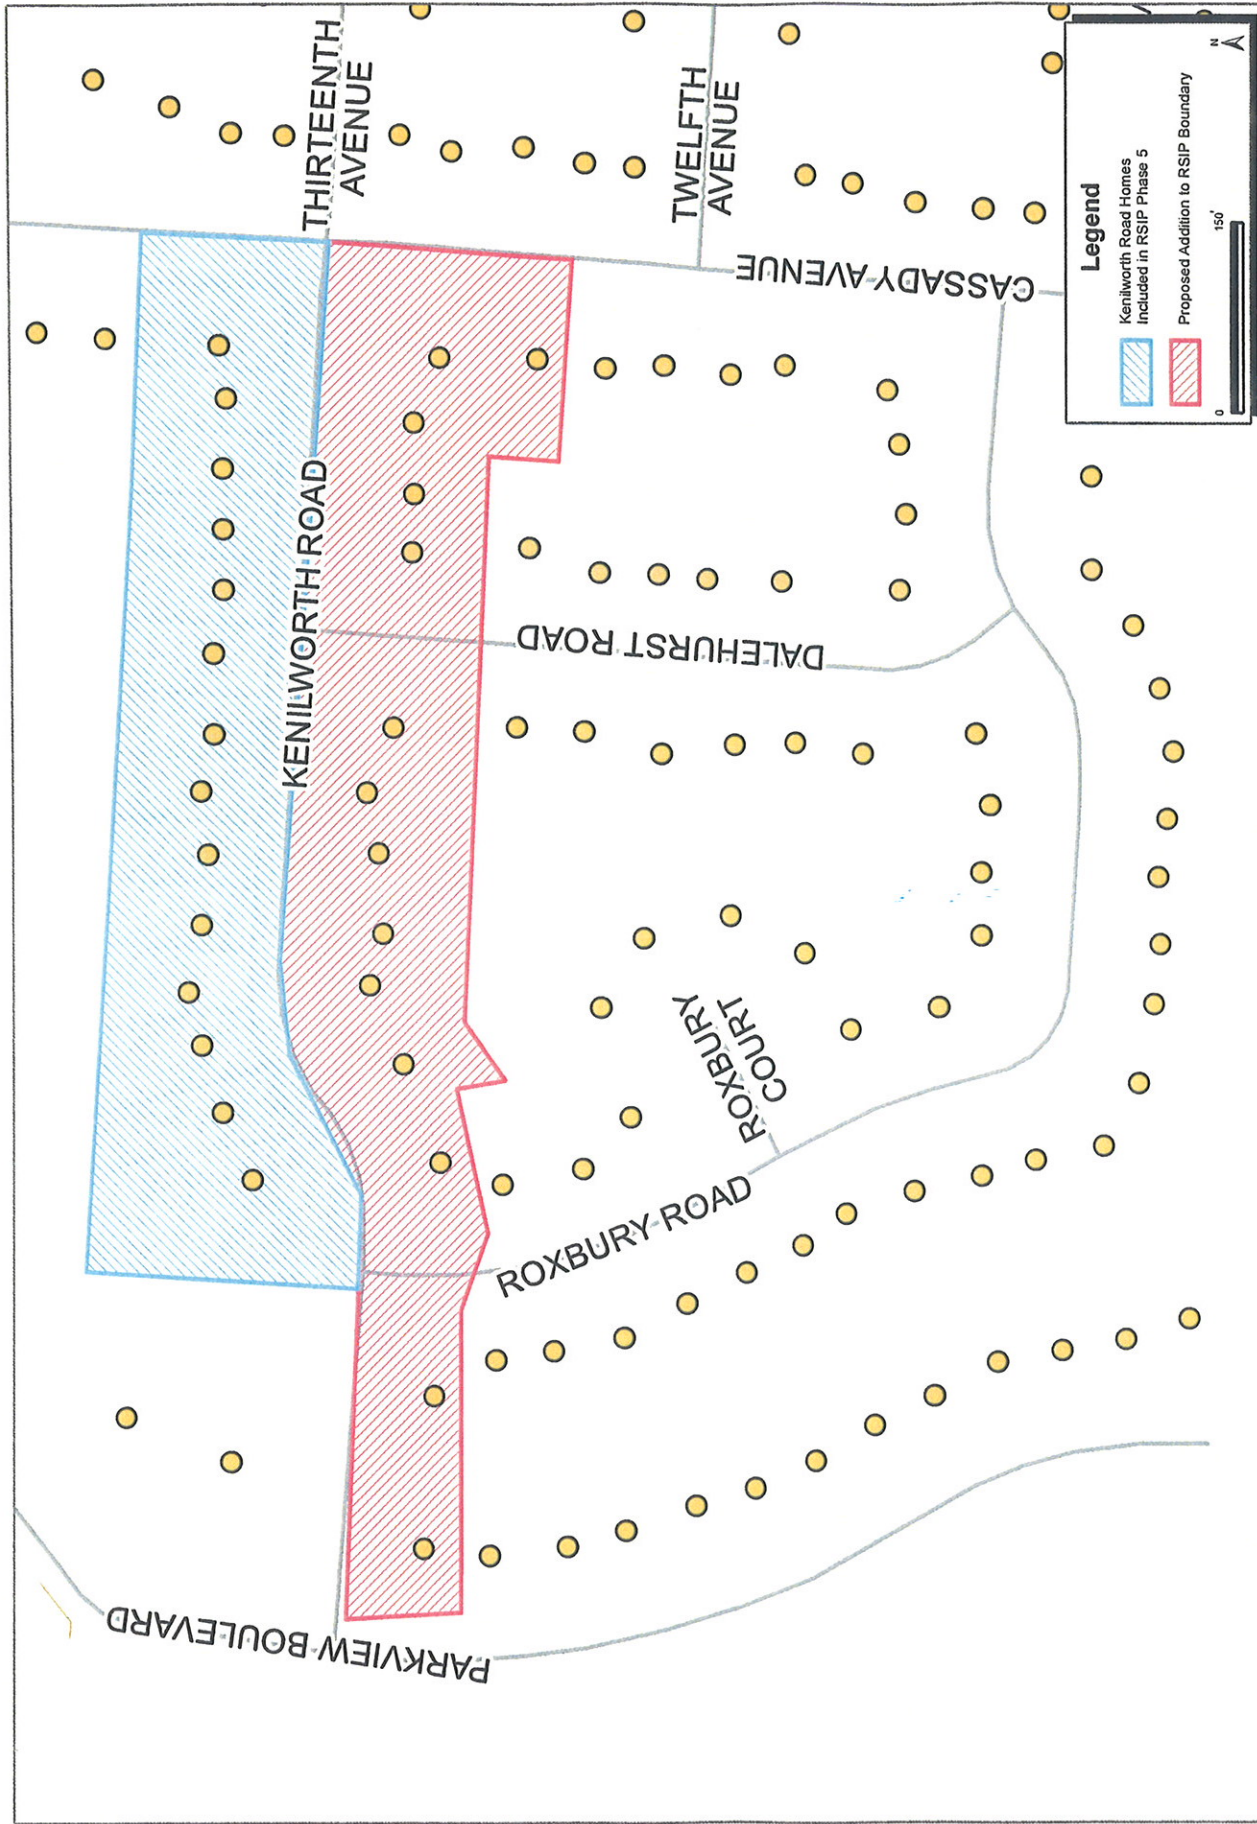 THIRTEENTH
AVENUE
TWELFTH
AVENUE
CASSADY AVENUE
KENILWORTH ROAD
DALEHURST ROAD
ROXBURY
COURT
ROXBURY ROAD
PARKVIEW BOULEVARD
Legend
Kenilworth Road Homes
Included in RSIP Phase 5
Proposed Addition to RSIP Boundary
0 150'
N